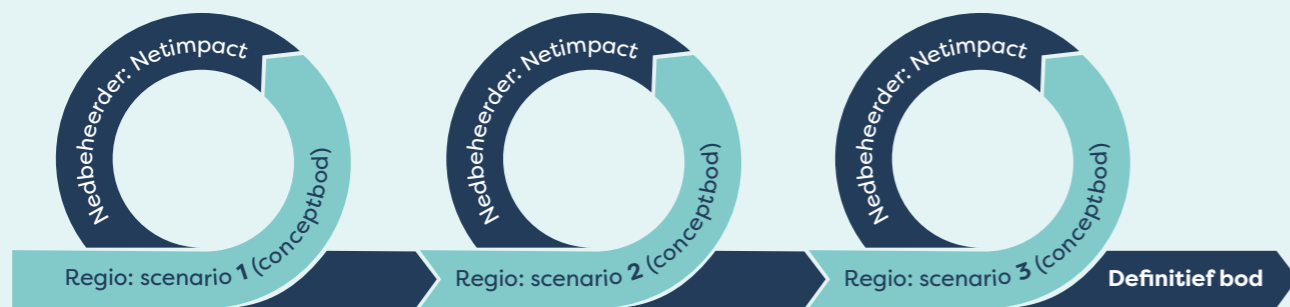 Nedbeheerder: Netimpact
Regio: scenario 1 (conceptbod)
Nedbeheerder: Netimpact
Regio: scenario 2 (conceptbod)
Nedbeheerder: Netimpact
Regio: scenario 3 (conceptbod)
Definitief bod